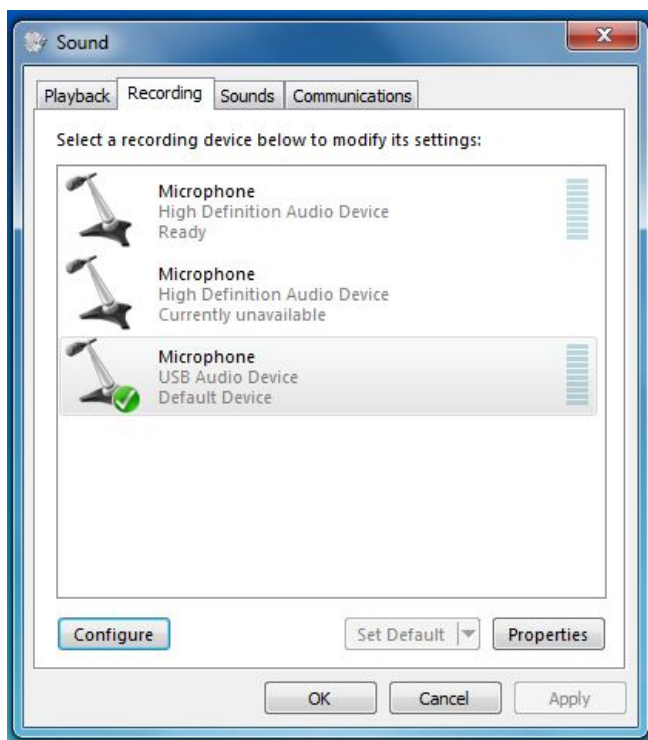 Sound
Playback Recording Sounds Communications
Select a recording device below to modify its settings:
Microphone
High Definition Audio Device
Ready
Microphone
High Definition Audio Device
Currently unavailable
Microphone
USB Audio Device
Default Device
Configure Set Default Properties
OK Cancel Apply